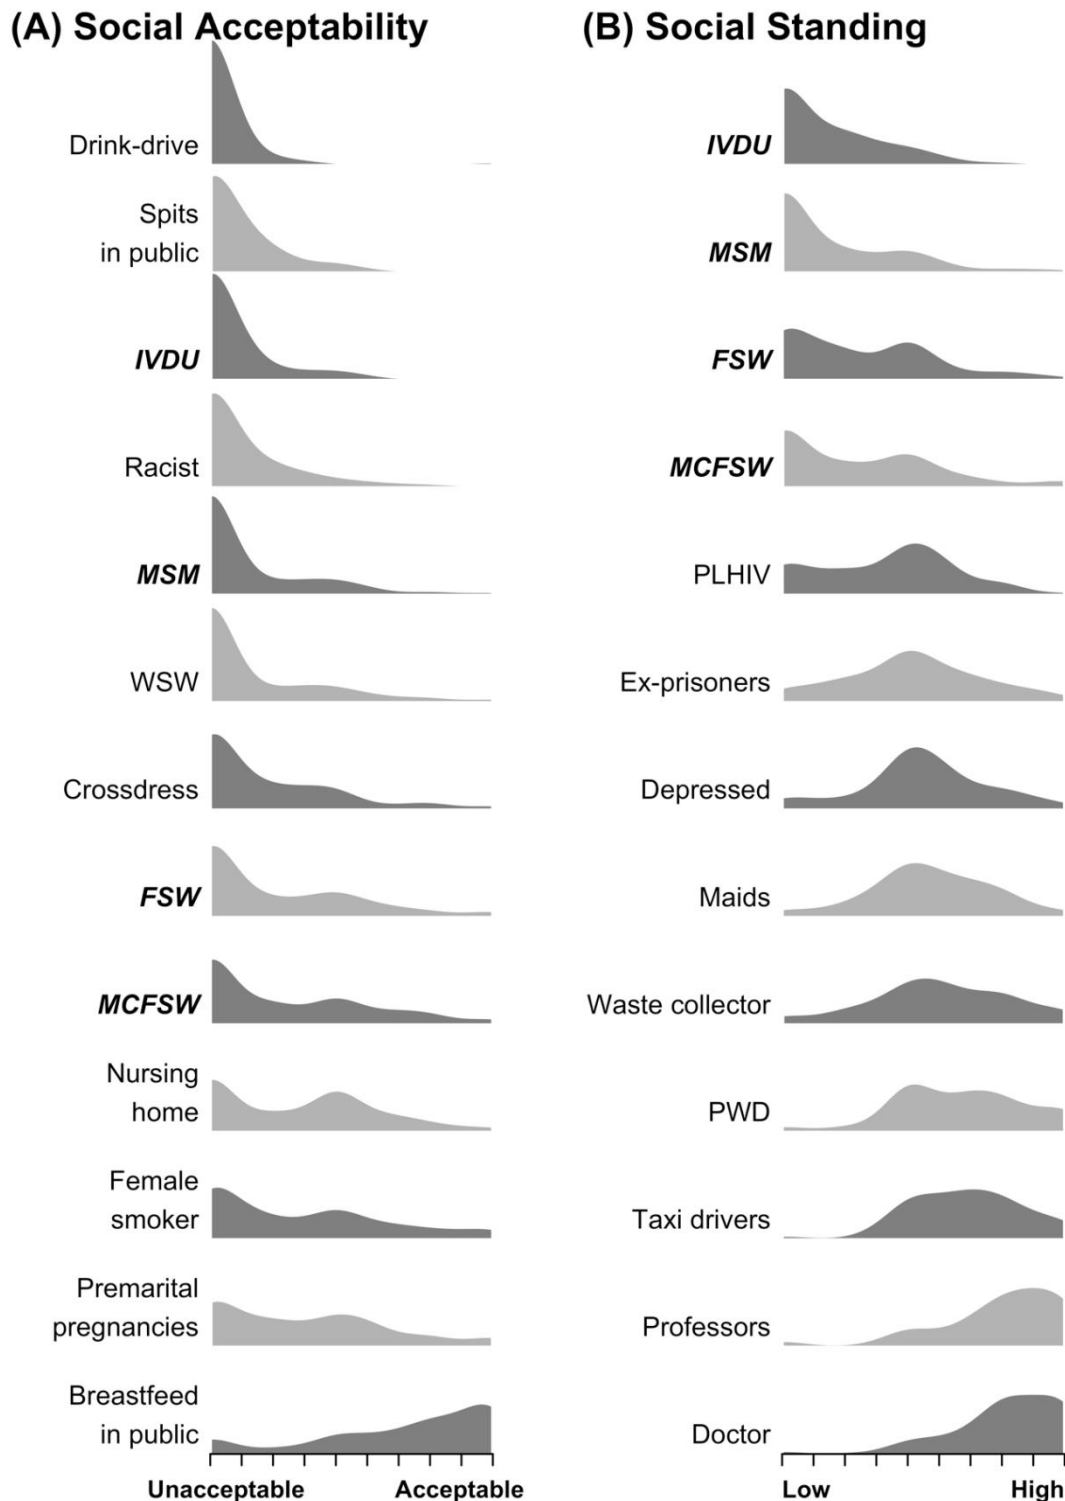 (A) Social Acceptability
Drink-drive
Spits
in public
IVDU
Racist
MSM
WSW
Crossdress
FSW
MCFSW
Nursing
home
Female
smoker
Premarital
pregnancies
Breastfeed
in public
Unacceptable Acceptable
(B) Social Standing
IVDU
MSM
FSW
MCFSW
PLHIV
Ex-prisoners
Depressed
Maids
Waste collector
PWD
Taxi drivers
Professors
Doctor
Low High